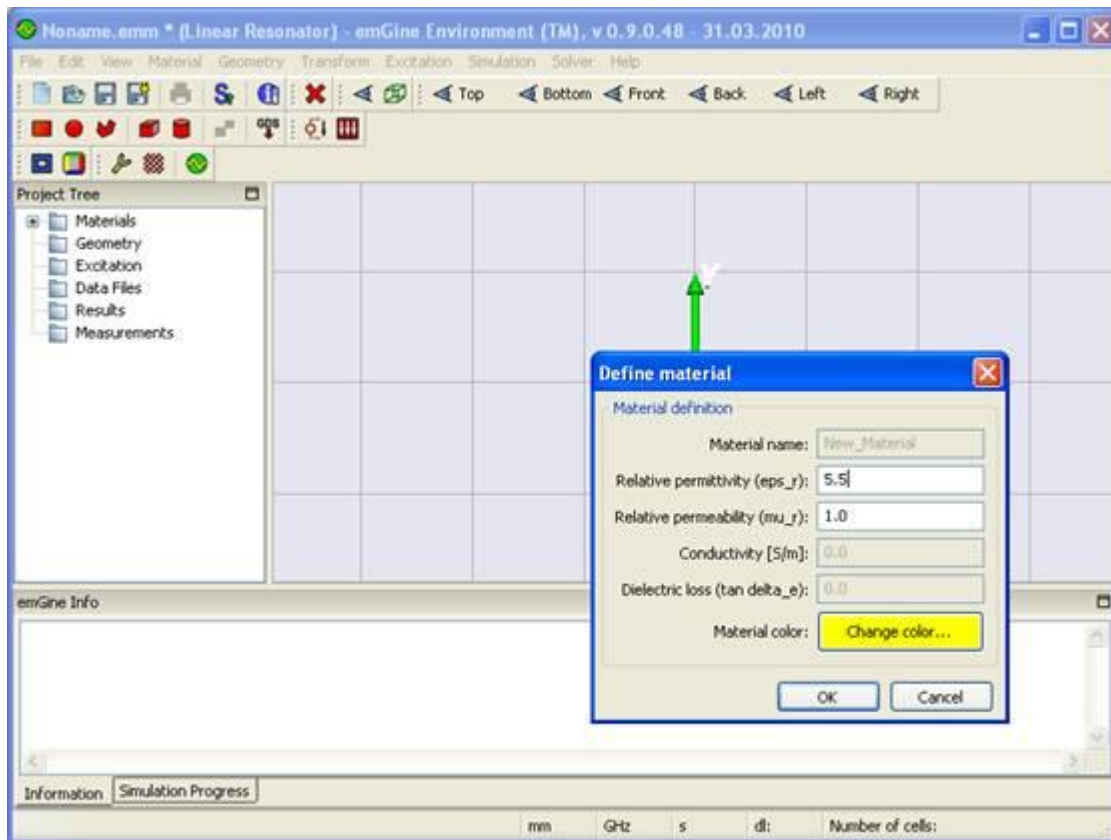 Noname.emm * (Linear Resonator) - emGine Environment (TM), v 0.9.0.48 - 31.03.2010
File Edit View Material Geometry Transform Excitation Simulation Solver Help
Top Bottom Front Back Left Right
GDS
Project Tree
Materials
Geometry
Excitation
Data Files
Results
Measurements
y
Define material
Material definition
Material name: New_Material
Relative permittivity (eps_r): 5.5
Relative permeability (mu_r): 1.0
Conductivity [S/m]: 0.0
Dielectric loss (tan delta_e): 0.0
Material color: Change color...
OK Cancel
emGine Info
Information Simulation Progress
mm GHz s dl: Number of cells: